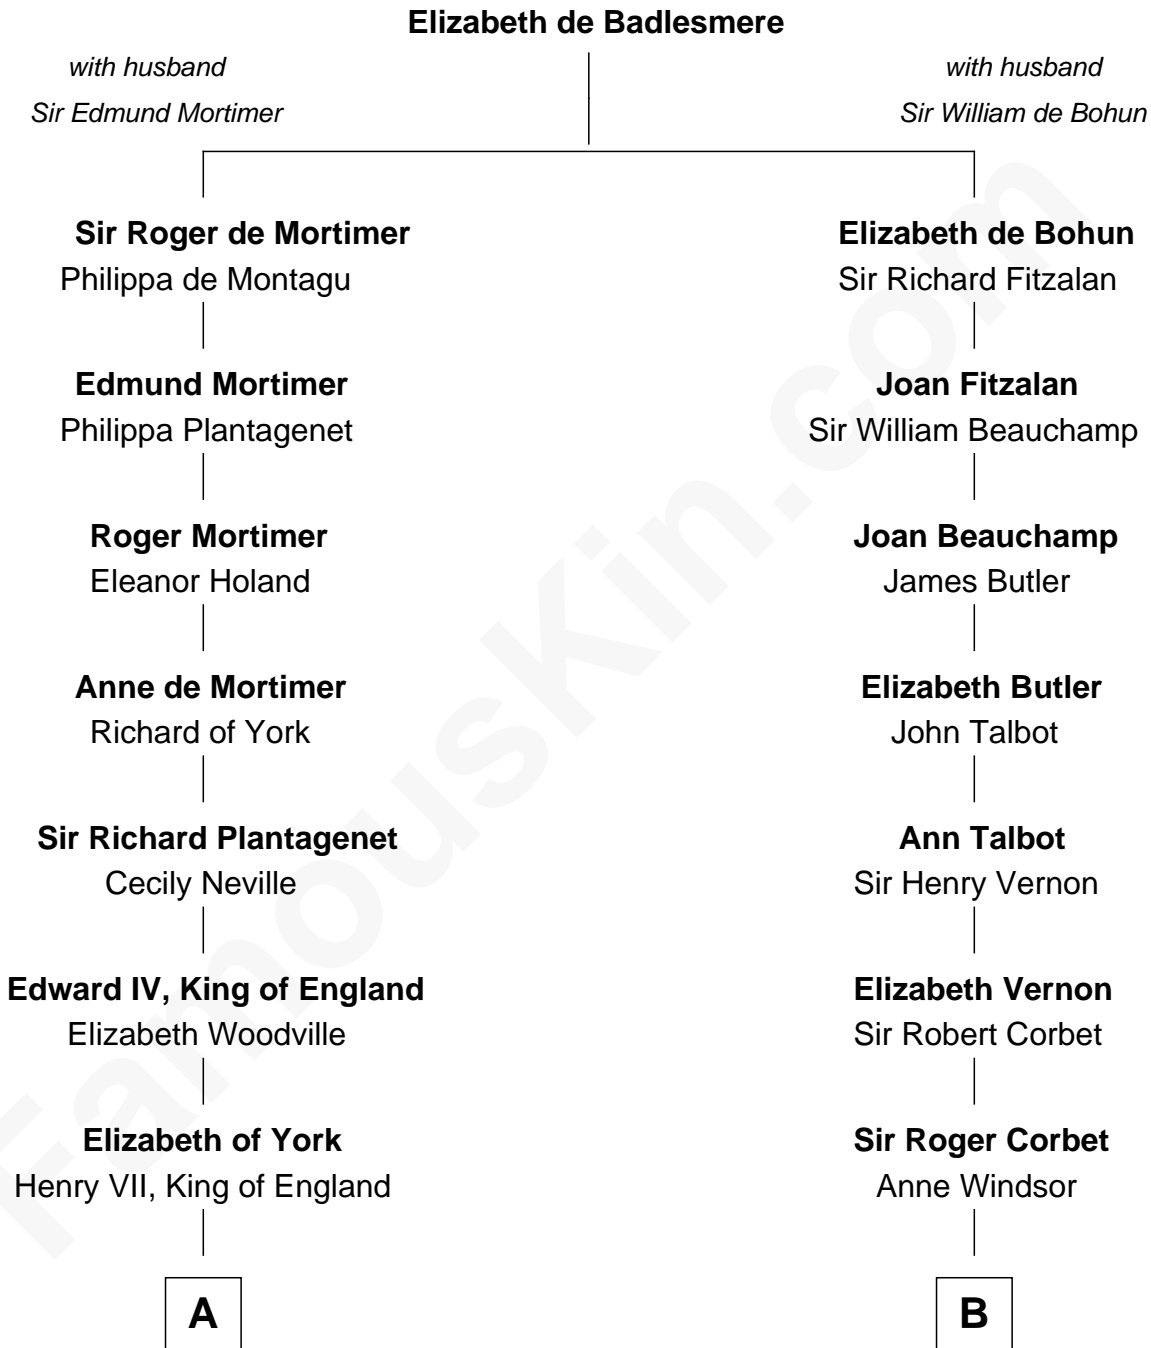 Elizabeth de Badlesmere
with husband
Sir Edmund Mortimer
with husband
Sir William de Bohun
Sir Roger de Mortimer
Philippa de Montagu
Elizabeth de Bohun
Sir Richard Fitzalan
Edmund Mortimer
Philippa Plantagenet
Joan Fitzalan
Sir William Beauchamp
Roger Mortimer
Eleanor Holand
Joan Beauchamp
James Butler
Anne de Mortimer
Richard of York
Elizabeth Butler
John Talbot
Sir Richard Plantagenet
Cecily Neville
Ann Talbot
Sir Henry Vernon
Edward IV, King of England
Elizabeth Woodville
Elizabeth Vernon
Sir Robert Corbet
Elizabeth of York
Henry VII, King of England
Sir Roger Corbet
Anne Windsor
A
B
FamousKin.com